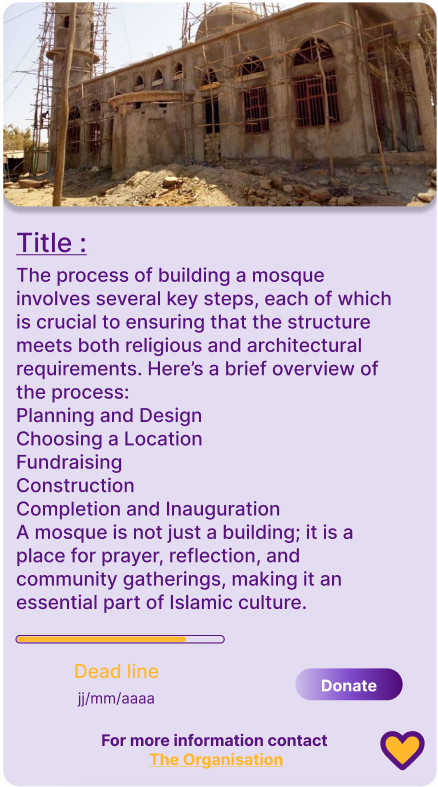 Title :
The process of building a mosque
involves several key steps, each of which
is crucial to ensuring that the structure
meets both religious and architectural
requirements. Here’s a brief overview of
the process:
Planning and Design
Choosing a Location
Fundraising
Construction
Completion and Inauguration
A mosque is not just a building; it is a
place for prayer, reflection, and
community gatherings, making it an
essential part of Islamic culture.
Dead line
jj/mm/aaaa
Donate
For more information contact
The Organisation